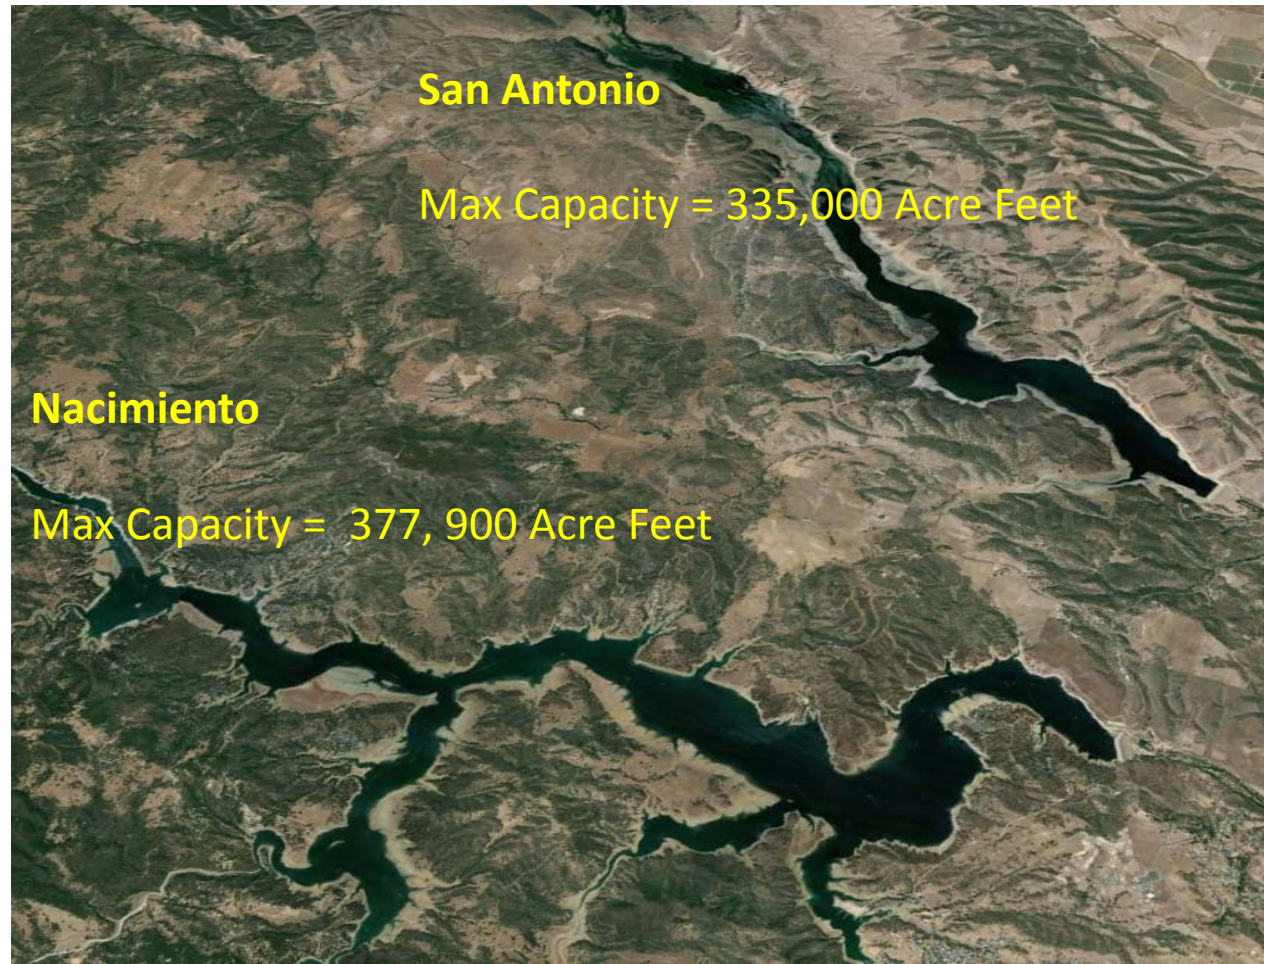 San Antonio
Max Capacity = 335,000 Acre Feet
Nacimiento
Max Capacity =  377, 900 Acre Feet